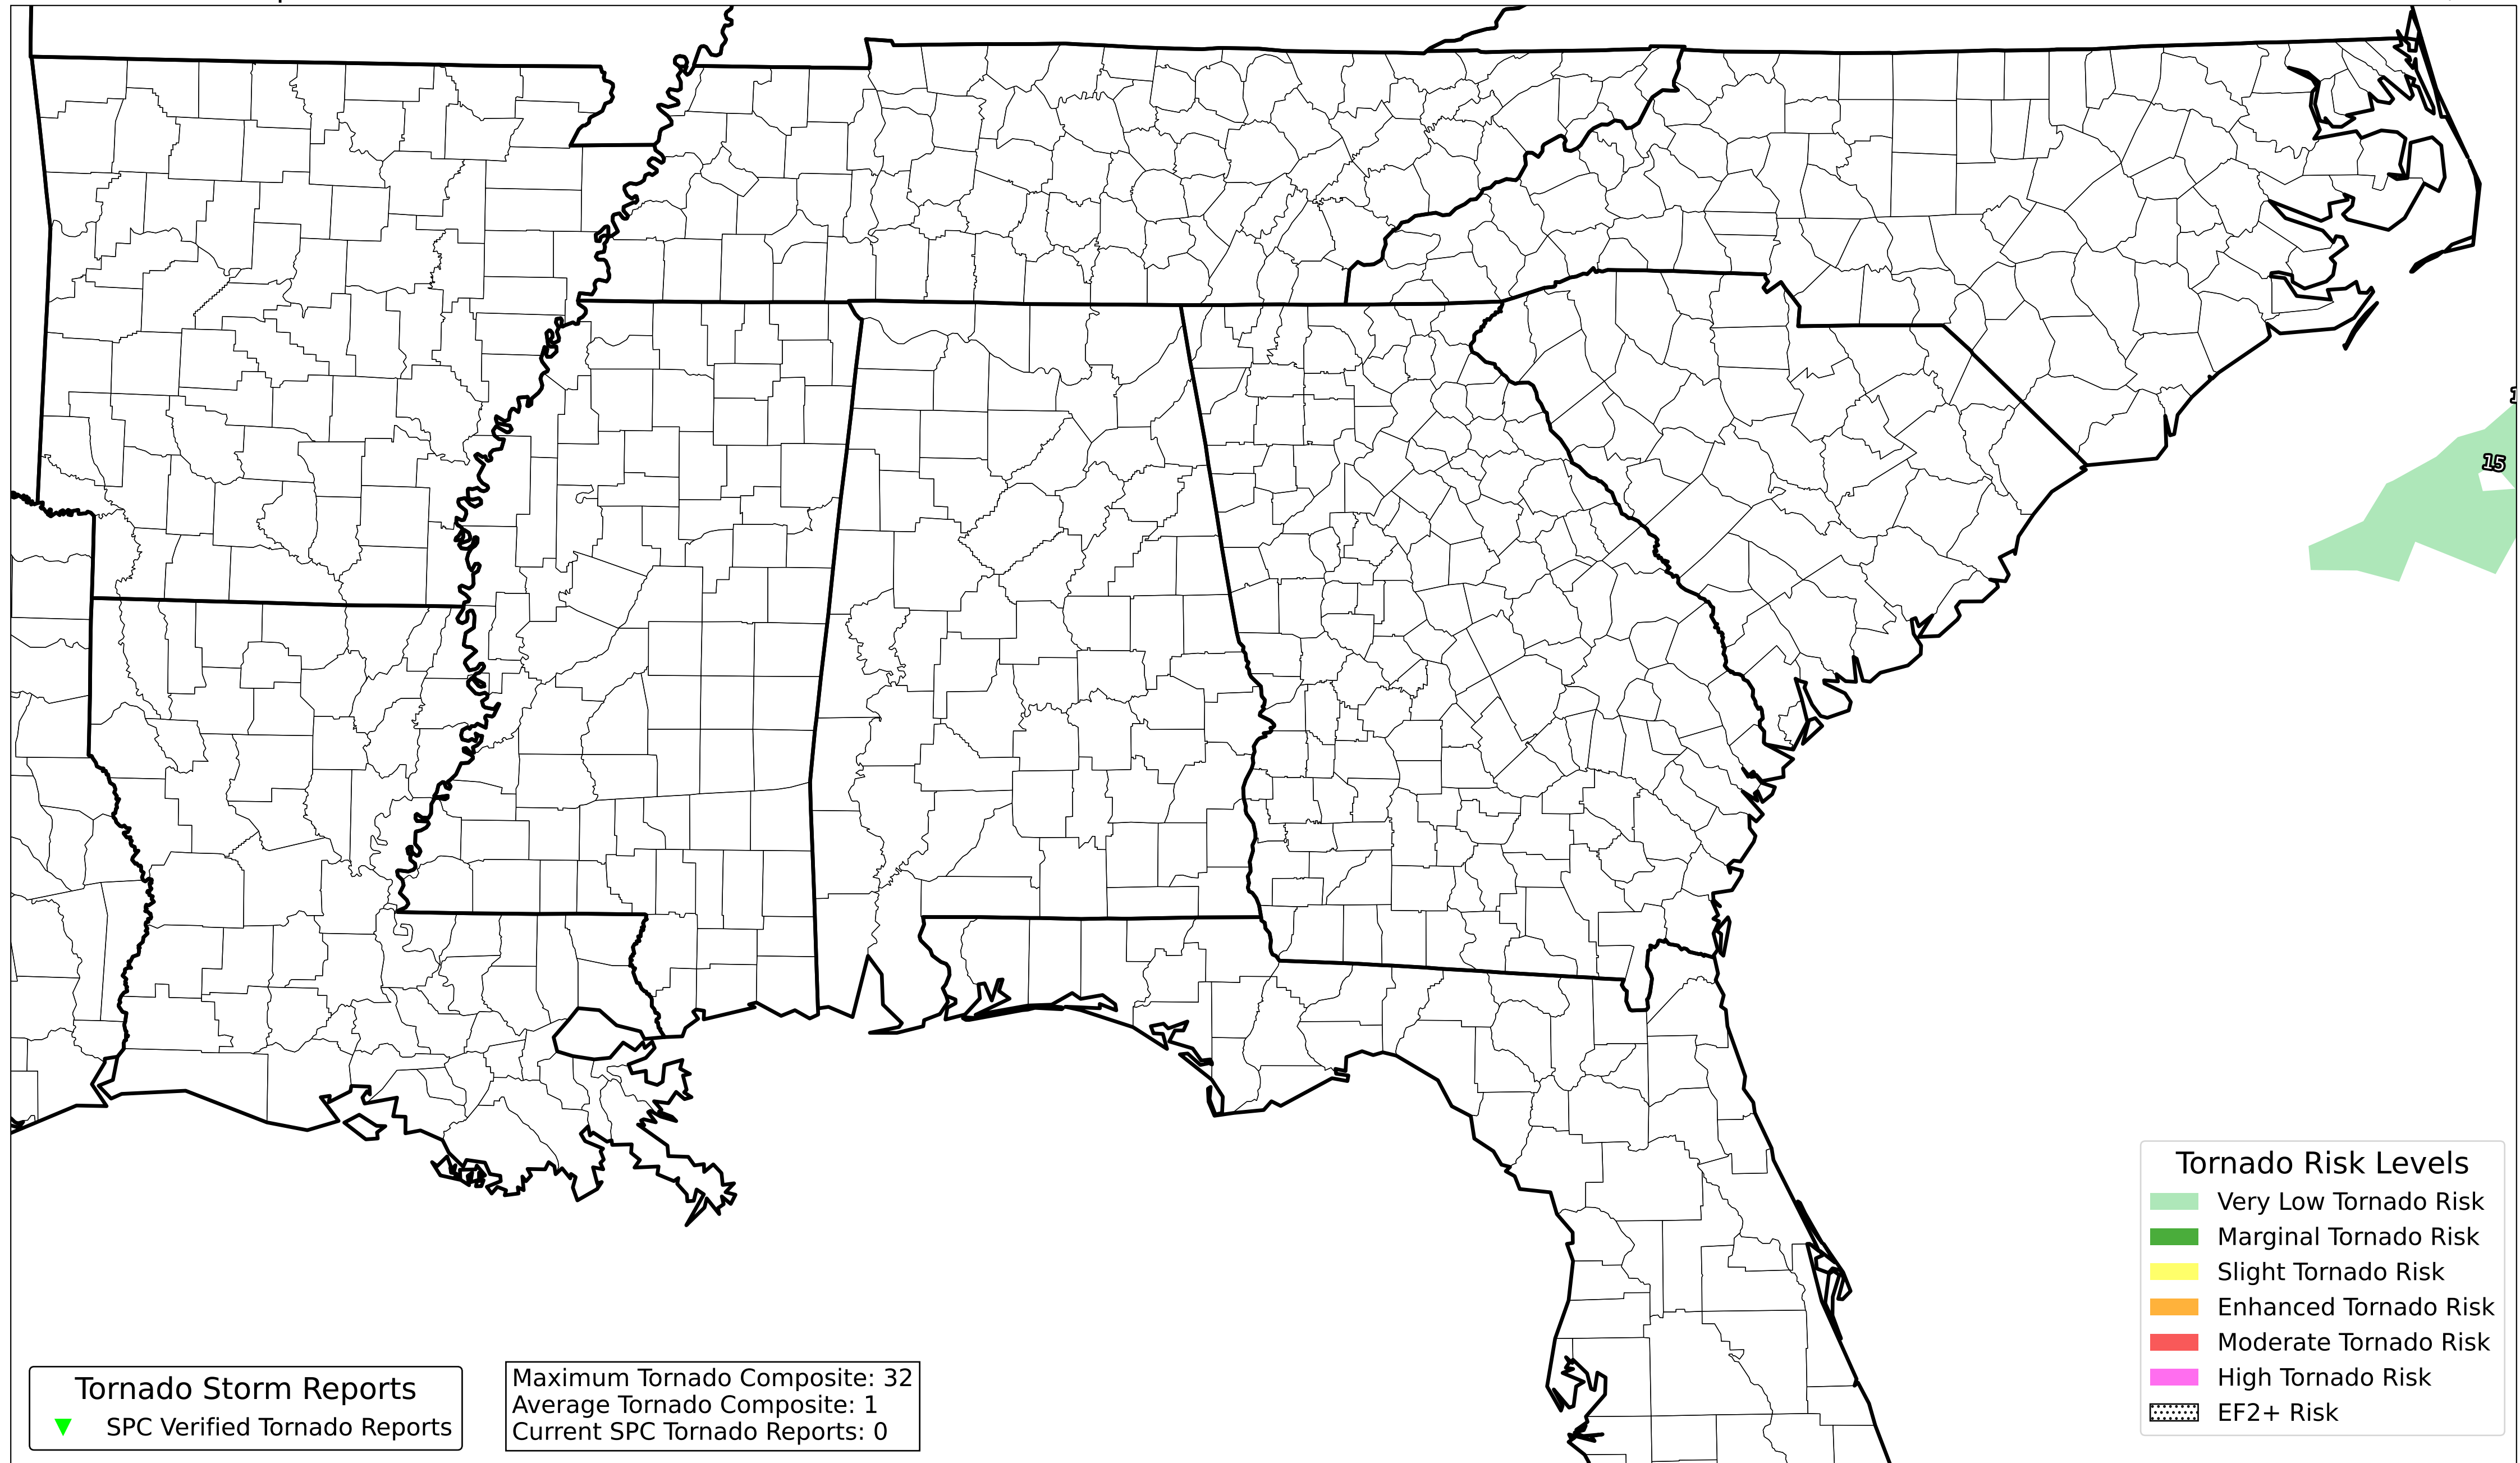 15
Tornado Risk Levels
Very Low Tornado Risk
Marginal Tornado Risk
Slight Tornado Risk
Enhanced Tornado Risk
Moderate Tornado Risk
High Tornado Risk
EF2+ Risk
Tornado Storm Reports
SPC Verified Tornado Reports
Maximum Tornado Composite: 32
Average Tornado Composite: 1
Current SPC Tornado Reports: 0